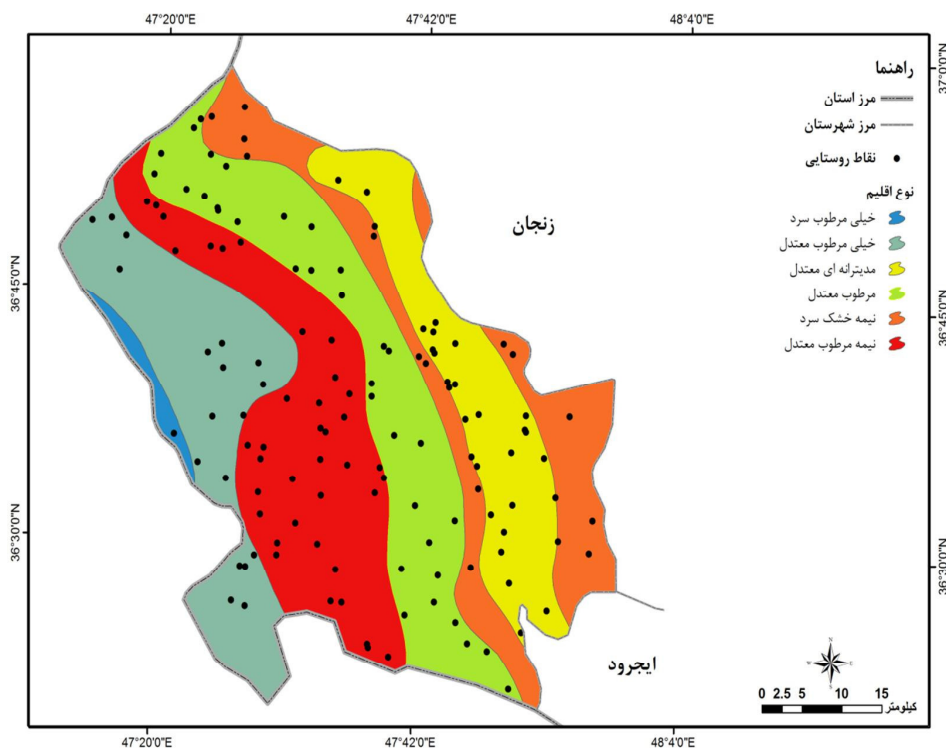 47°20'0"E 47°42'0"E 48°4'0"E
37°0'0"N
راهنما
مرز استان
مرز شهرستان
نقاط روستایی
نوع اقلیم
خیلی مرطوب سرد
خیلی مرطوب معتدل
مدیترانه ای معتدل
مرطوب معتدل
نیمه خشک سرد
نیمه مرطوب معتدل
زنجان
36°45'0"N 36°45'0"N
36°30'0"N 36°30'0"N
ایجرود
N
W E
S
0 2.5 5 10 15
کیلومتر
47°20'0"E 47°42'0"E 48°4'0"E